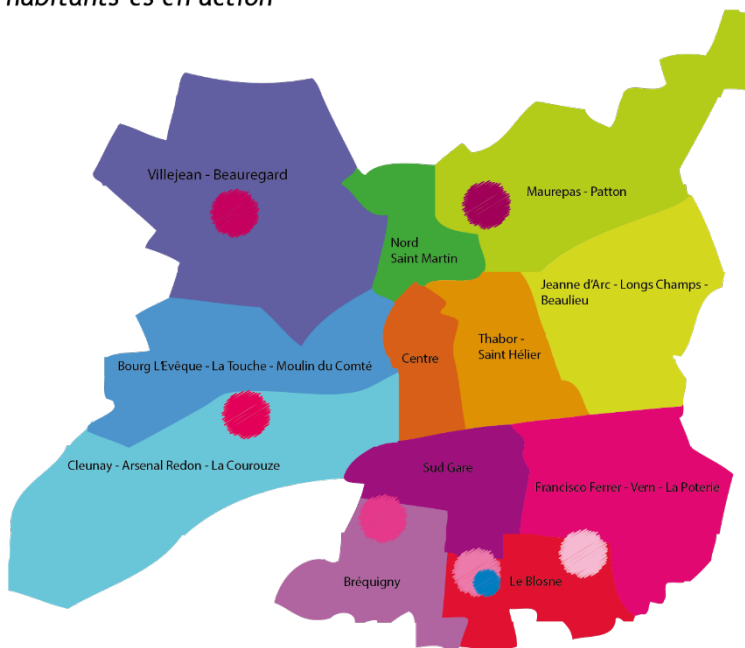 habitants·es en action
Villejean - Beauregard
Maurepas - Patton
Nord
Saint Martin
Jeanne d'Arc - Longs Champs -
Beaulieu
Thabor -
Saint Hélier
Centre
Bourg L'Evêque - La Touche - Moulin du Comté
Cleunay - Arsenal Redon - La Courouze
Sud Gare
Francisco Ferrer - Vern - La Poterie
Bréquigny
Le Blosne